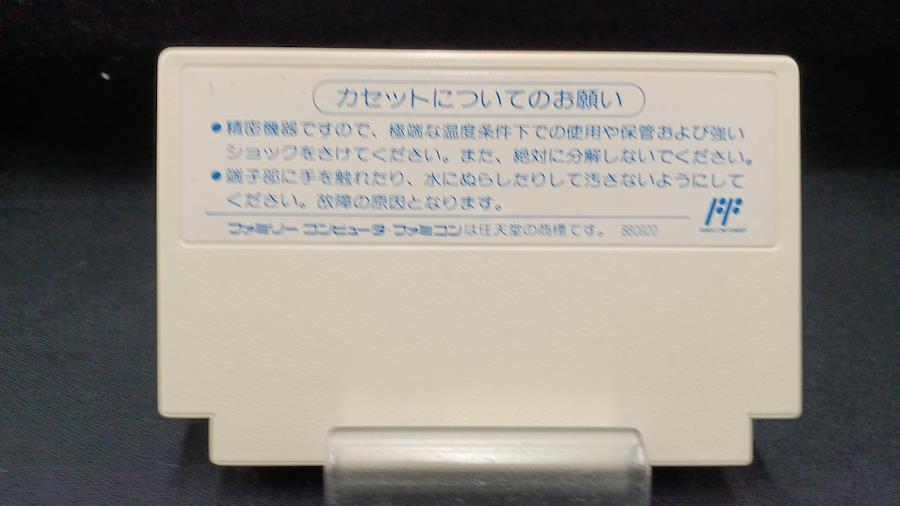 カセットについてのお願い
●精密機器ですので、極端な温度条件下での使用や保管および強い
ショックをさけてください。また、絶対に分解しないでください。
●端子部に手を触れたり、水にぬらしたりして汚さないようにして
ください。故障の原因となります。
ファミリーコンピュータ・ファミコンは任天堂の商標です。 880920